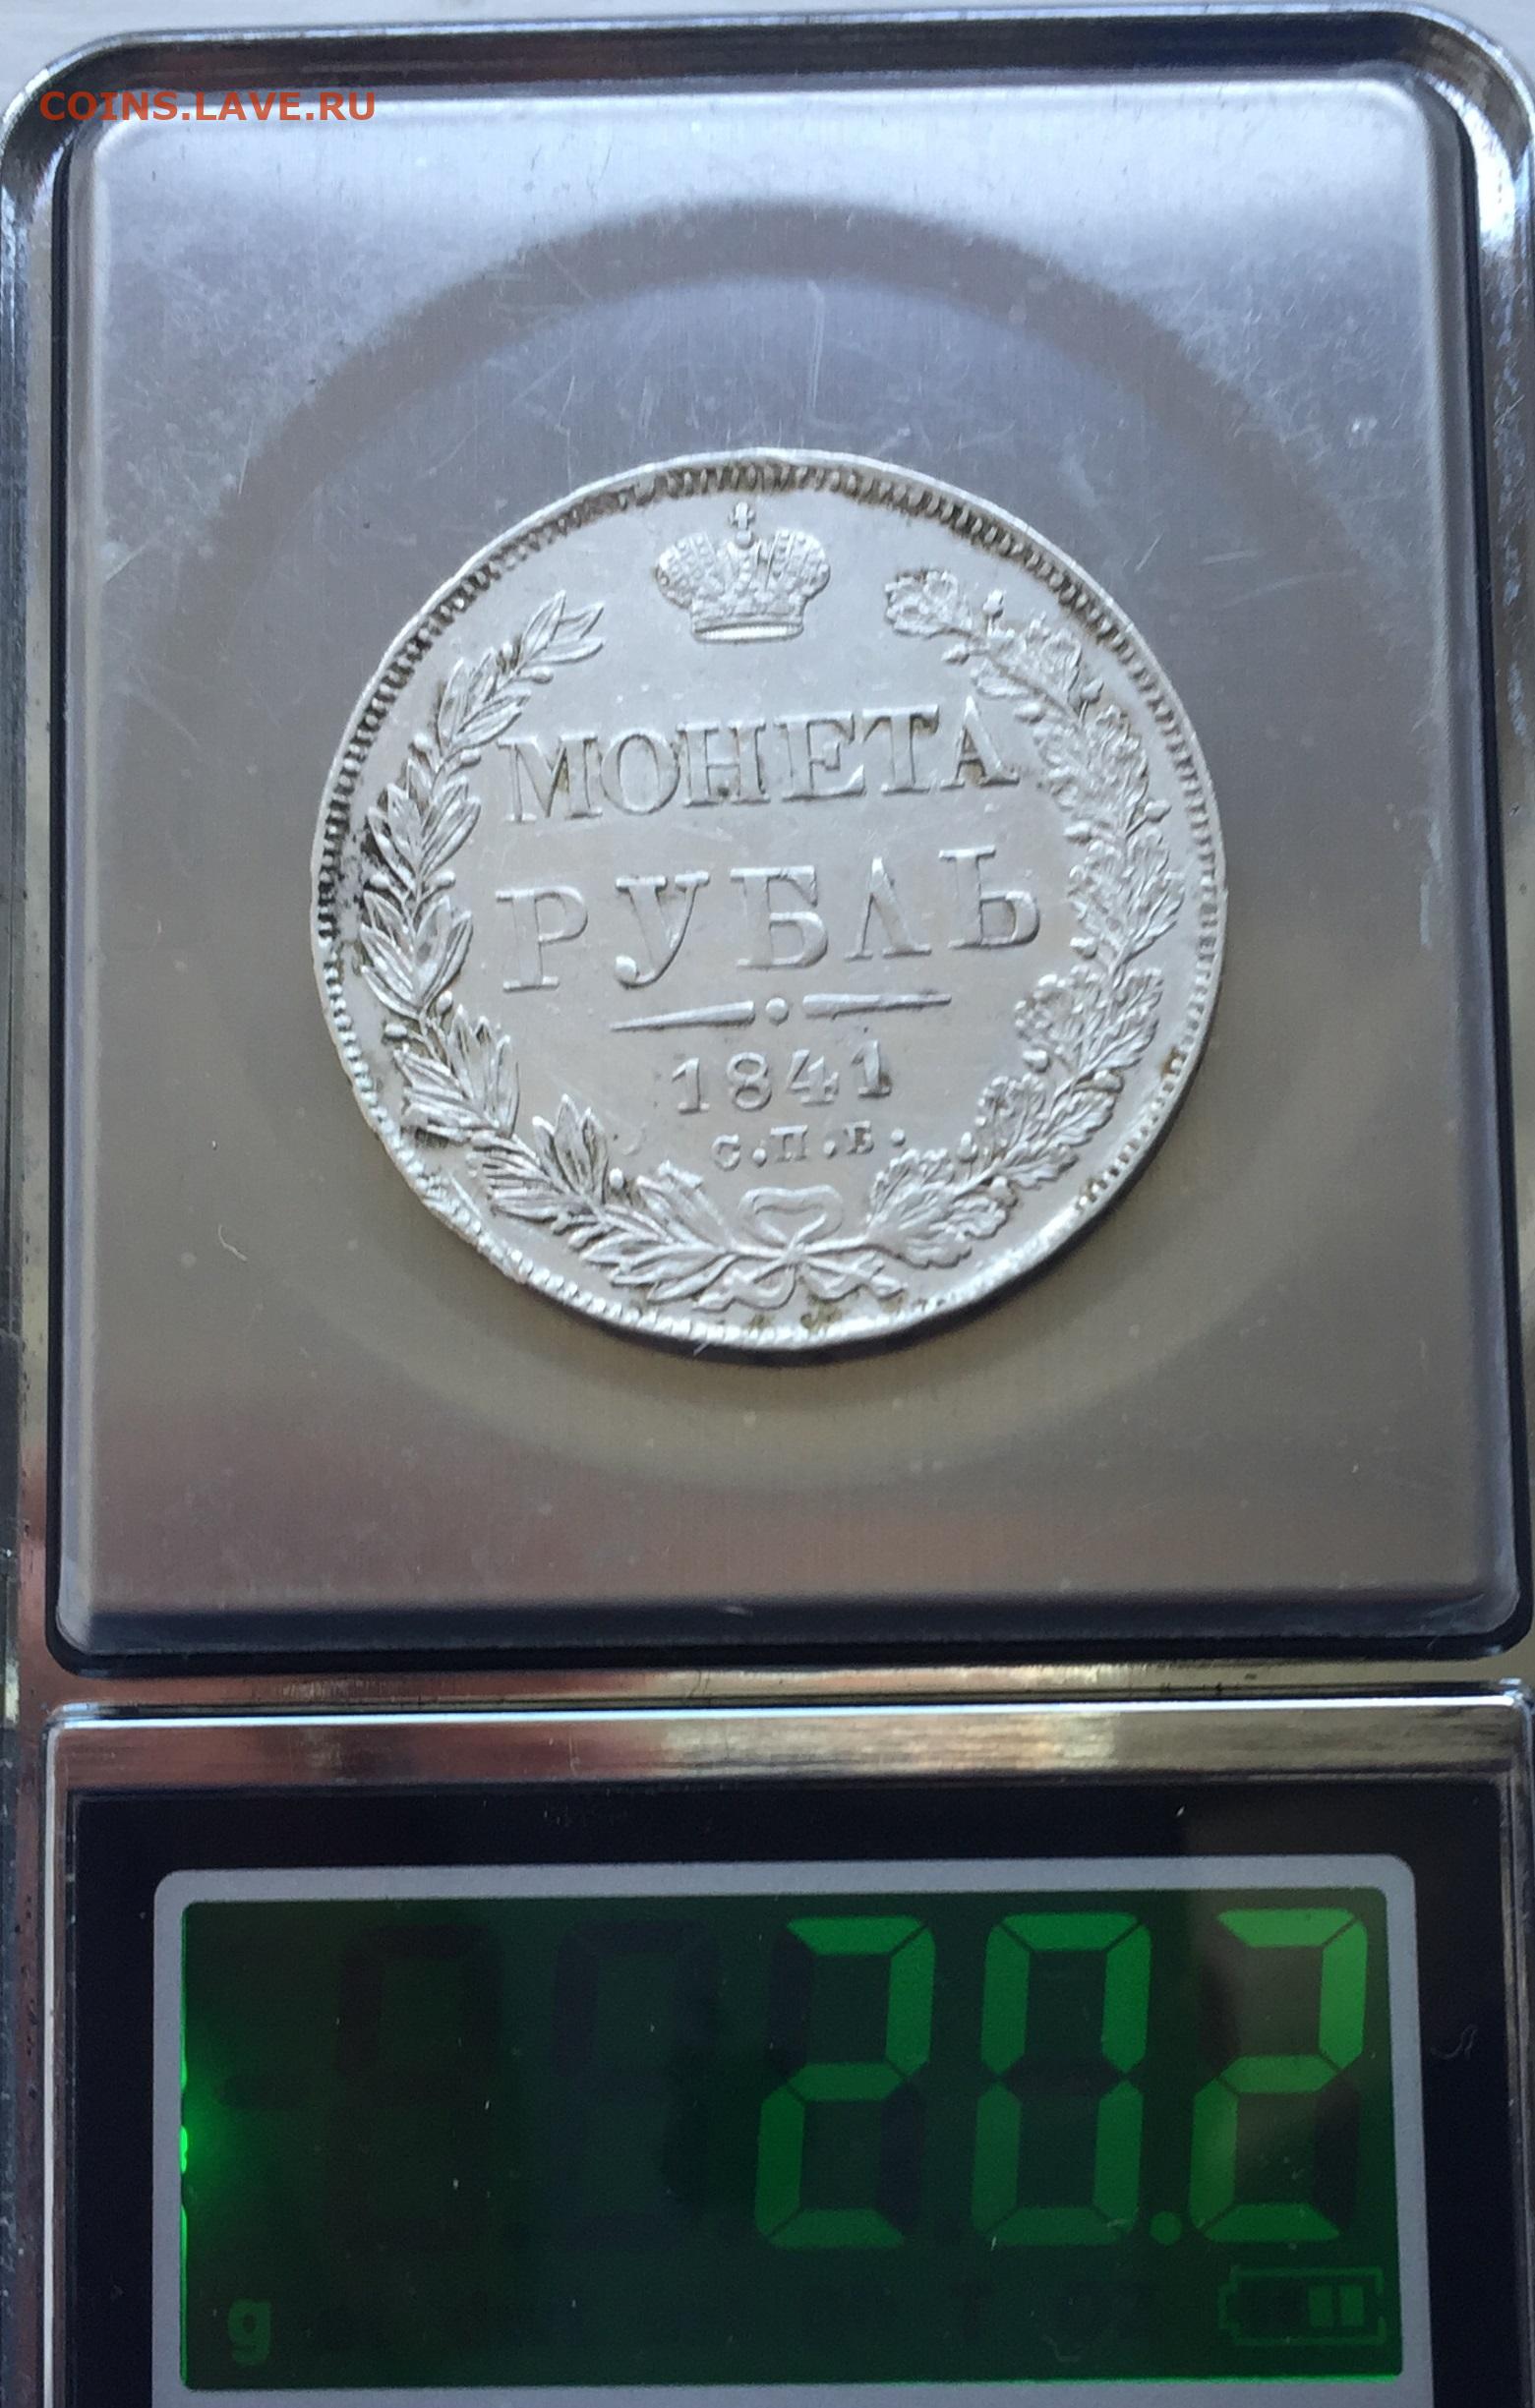 COINS.LAVE.RU
МОНЕТА
РУБЛЬ
1841
С.П.Б.
20.2
g